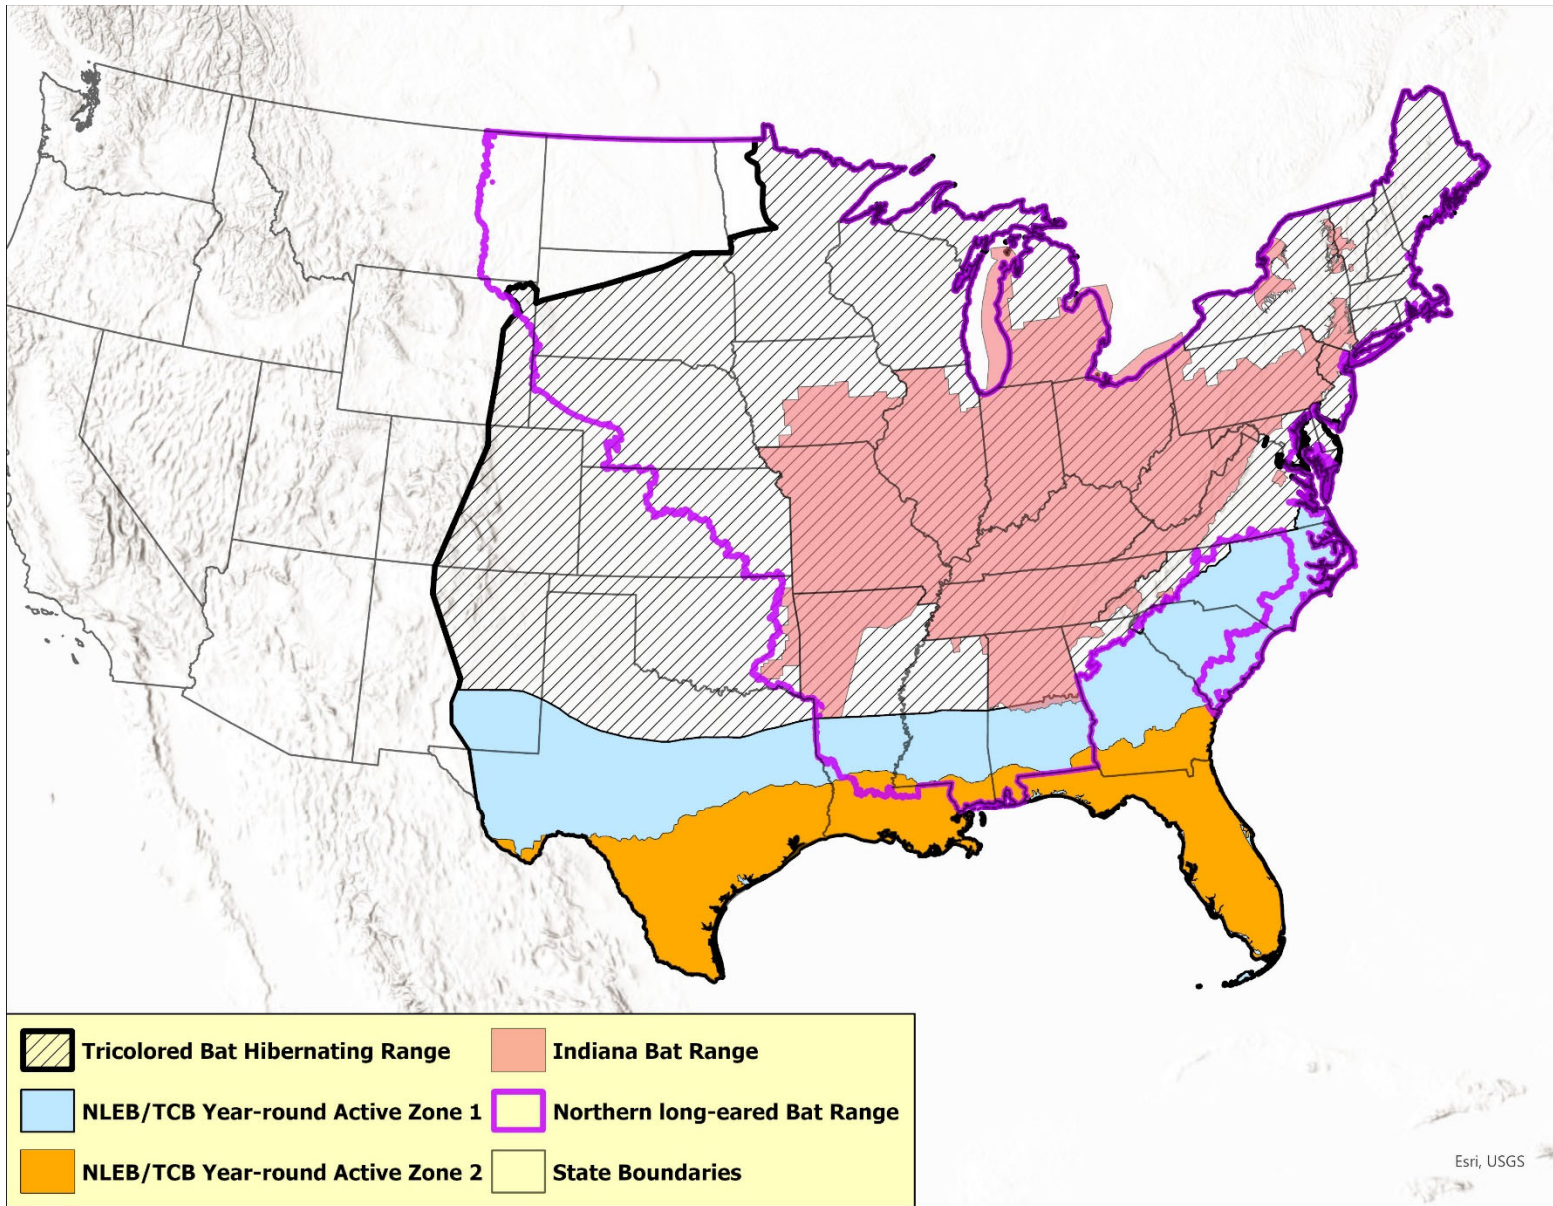 Esri, USGS
Tricolored Bat Hibernating Range
Indiana Bat Range
NLEB/TCB Year-round Active Zone 1
Northern long-eared Bat Range
NLEB/TCB Year-round Active Zone 2
State Boundaries